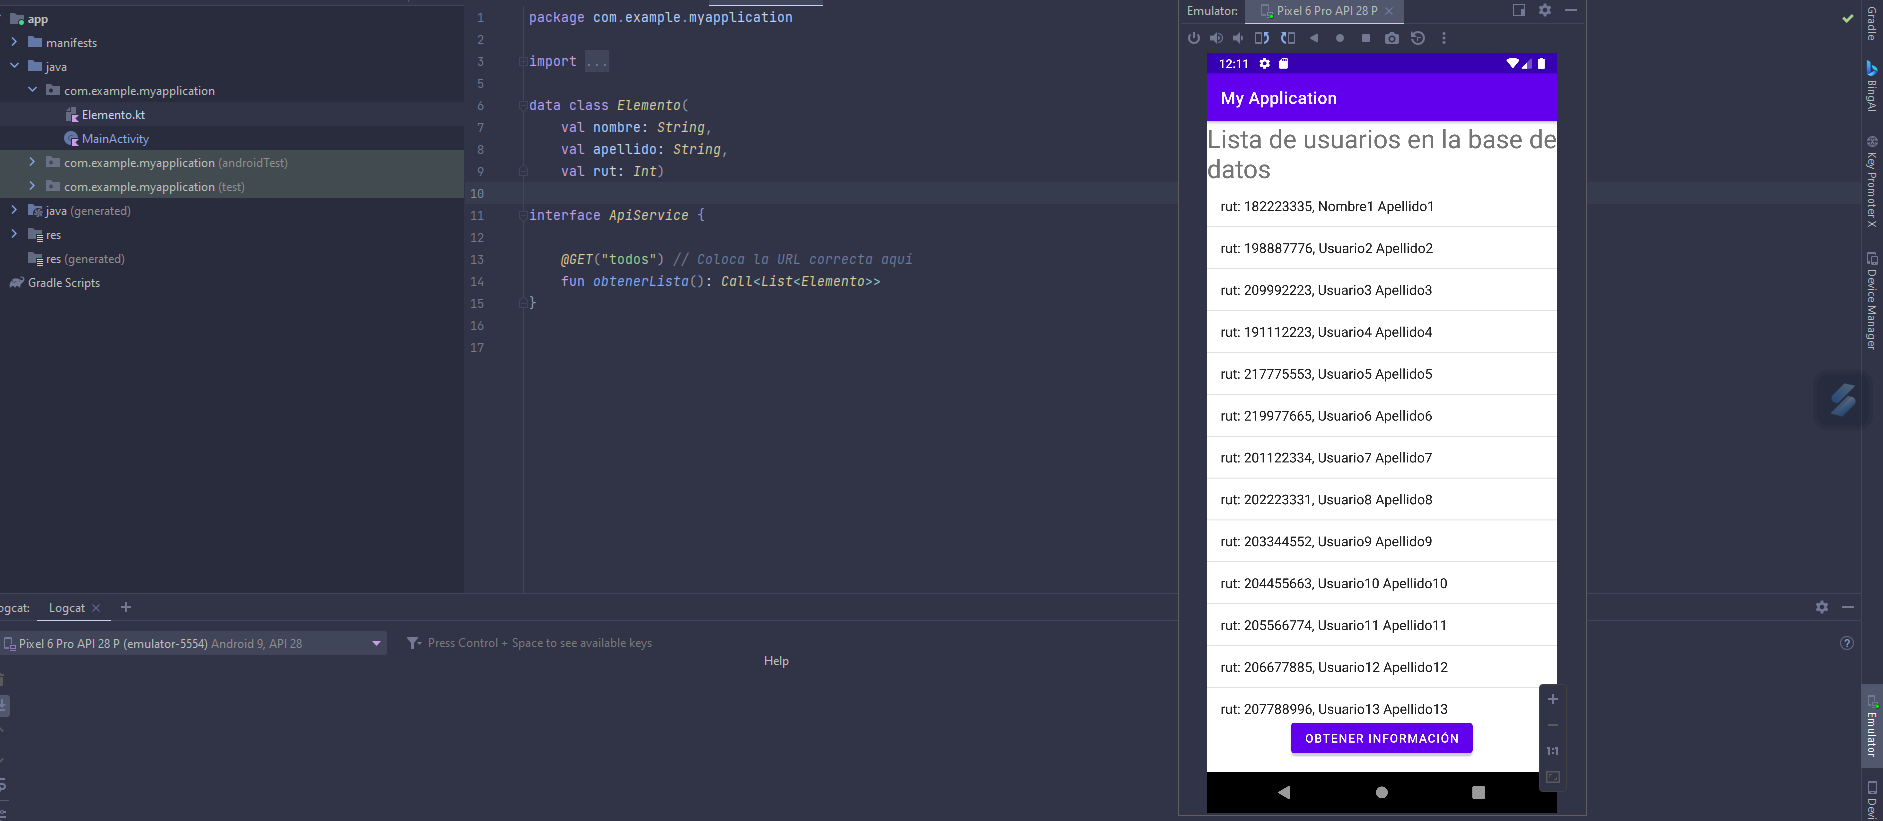 app
manifests
java
com.example.myapplication
Elemento.kt
MainActivity
com.example.myapplication (androidTest)
com.example.myapplication (test)
java (generated)
res
res (generated)
Gradle Scripts
1 package com.example.myapplication
2
3 import ...
5
6 data class Elemento(
7 val nombre: String,
8 val apellido: String,
9 val rut: Int)
10
11 interface ApiService {
12
13 @GET("todos") // Coloca la URL correcta aquí
14 fun obtenerLista(): Call<List<Elemento>>
15 }
16
17
Emulator: Pixel 6 Pro API 28 P
12:11
My Application
Lista de usuarios en la base de
datos
rut: 182223335, Nombre1 Apellido1
rut: 198887776, Usuario2 Apellido2
rut: 209992223, Usuario3 Apellido3
rut: 191112223, Usuario4 Apellido4
rut: 217775553, Usuario5 Apellido5
rut: 219977665, Usuario6 Apellido6
rut: 201122334, Usuario7 Apellido7
rut: 202223331, Usuario8 Apellido8
rut: 203344552, Usuario9 Apellido9
rut: 204455663, Usuario10 Apellido10
rut: 205566774, Usuario11 Apellido11
rut: 206677885, Usuario12 Apellido12
rut: 207788996, Usuario13 Apellido13
OBTENER INFORMACIÓN
1:1
Gradle
BingAI
Key Promoter X
Device Manager
Emulator
Devi
ogcat: Logcat
Pixel 6 Pro API 28 P (emulator-5554) Android 9, API 28
Press Control + Space to see available keys
Help